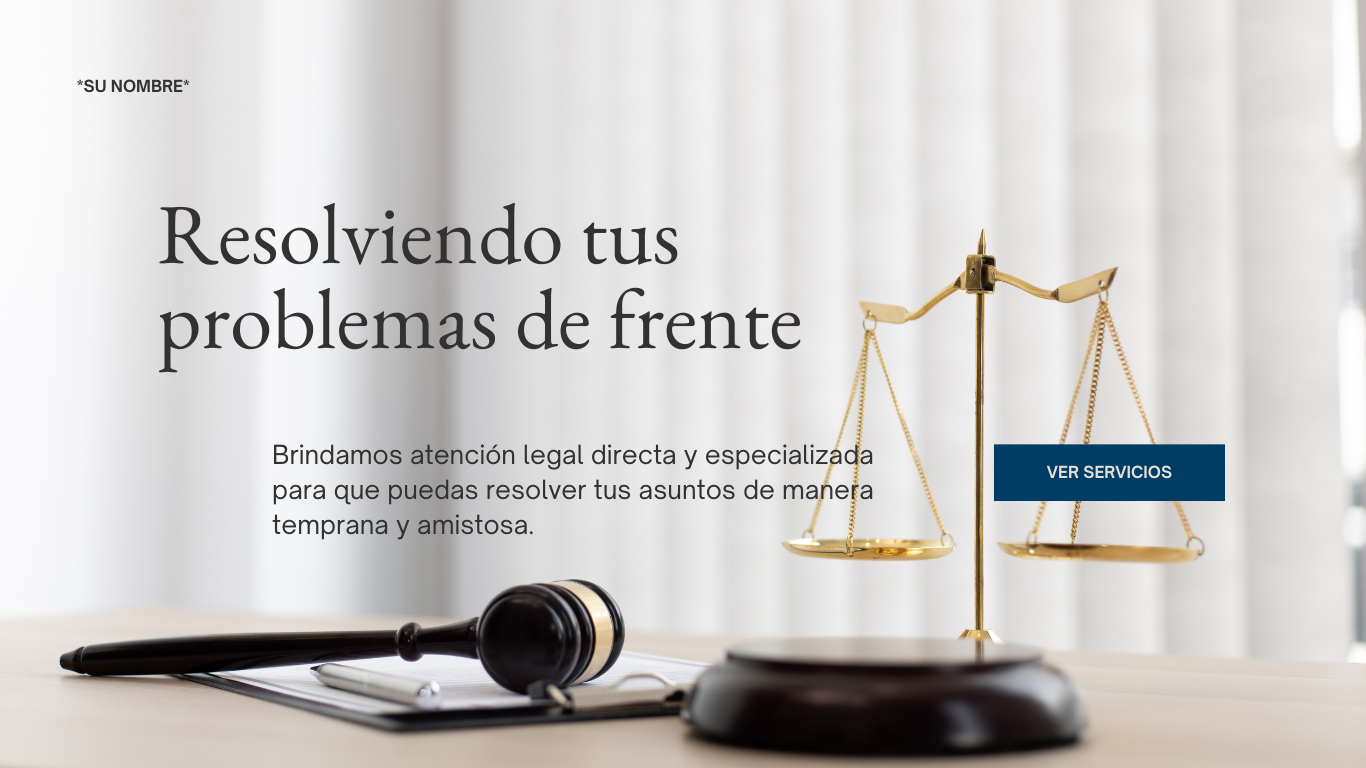 *SU NOMBRE*
Resolviendo tus
problemas de frente
Brindamos atención legal directa y especializada
para que puedas resolver tus asuntos de manera
temprana y amistosa.
VER SERVICIOS